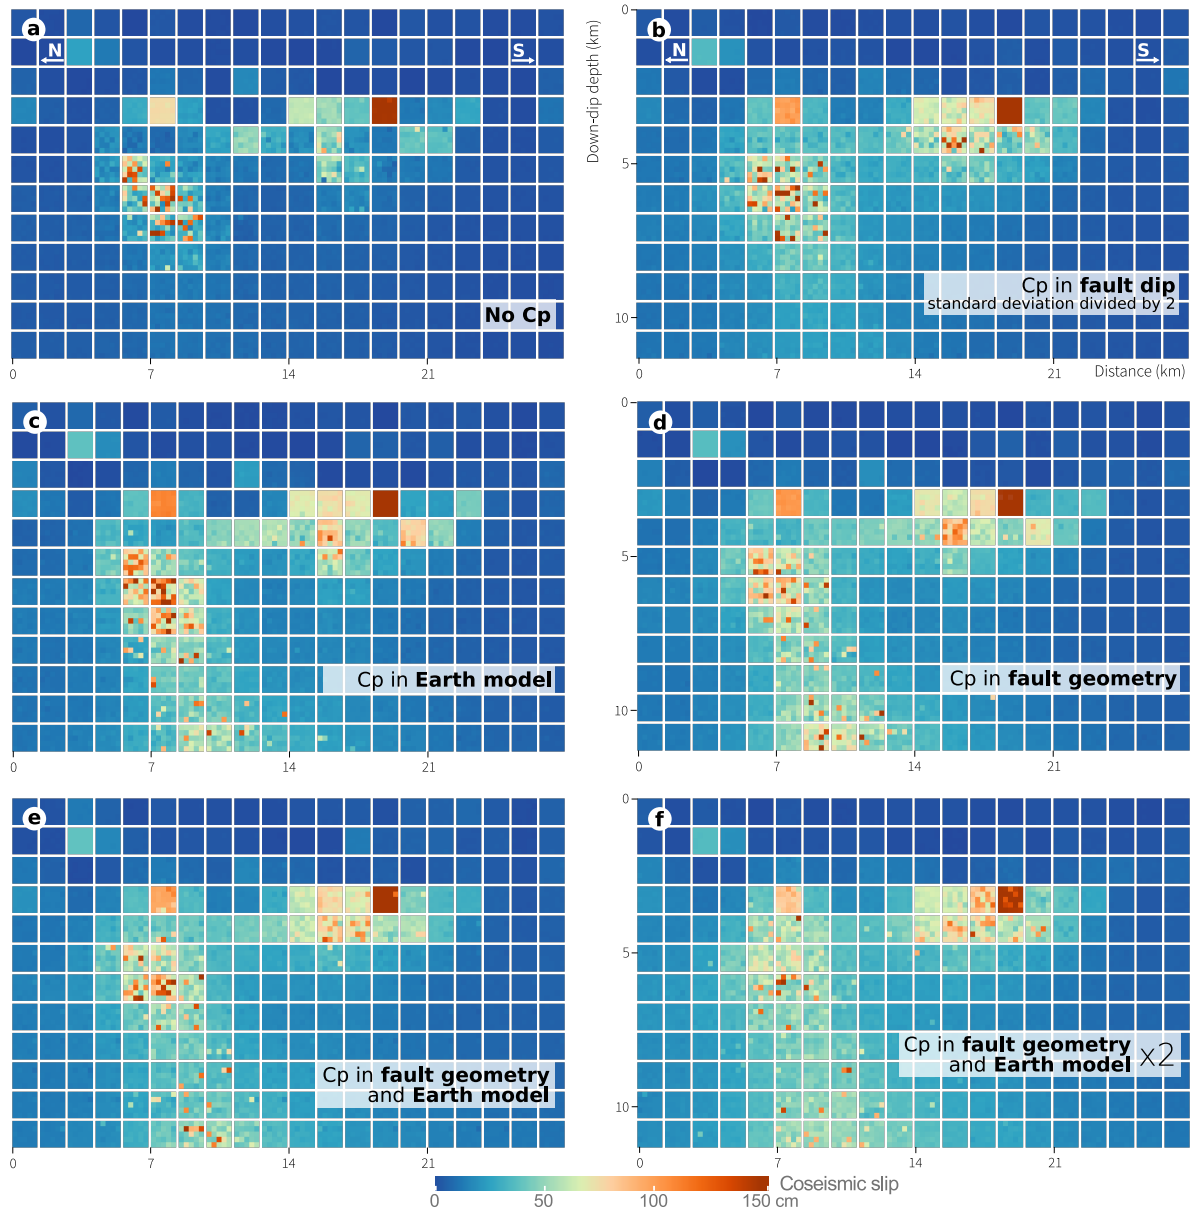 a
N
S
No Cp
0 7 14 21
Down-dip depth (km)
0
5
10
b
N
S
Cp in fault dip
standard deviation divided by 2
0 7 14 21 Distance (km)
c
Cp in Earth model
0 7 14 21
0
5
10
d
Cp in fault geometry
0 7 14 21
e
Cp in fault geometry
and Earth model
0 7 14 21
0
5
10
f
Cp in fault geometry
and Earth model x2
0 7 14 21
Coseismic slip
0 50 100 150 cm